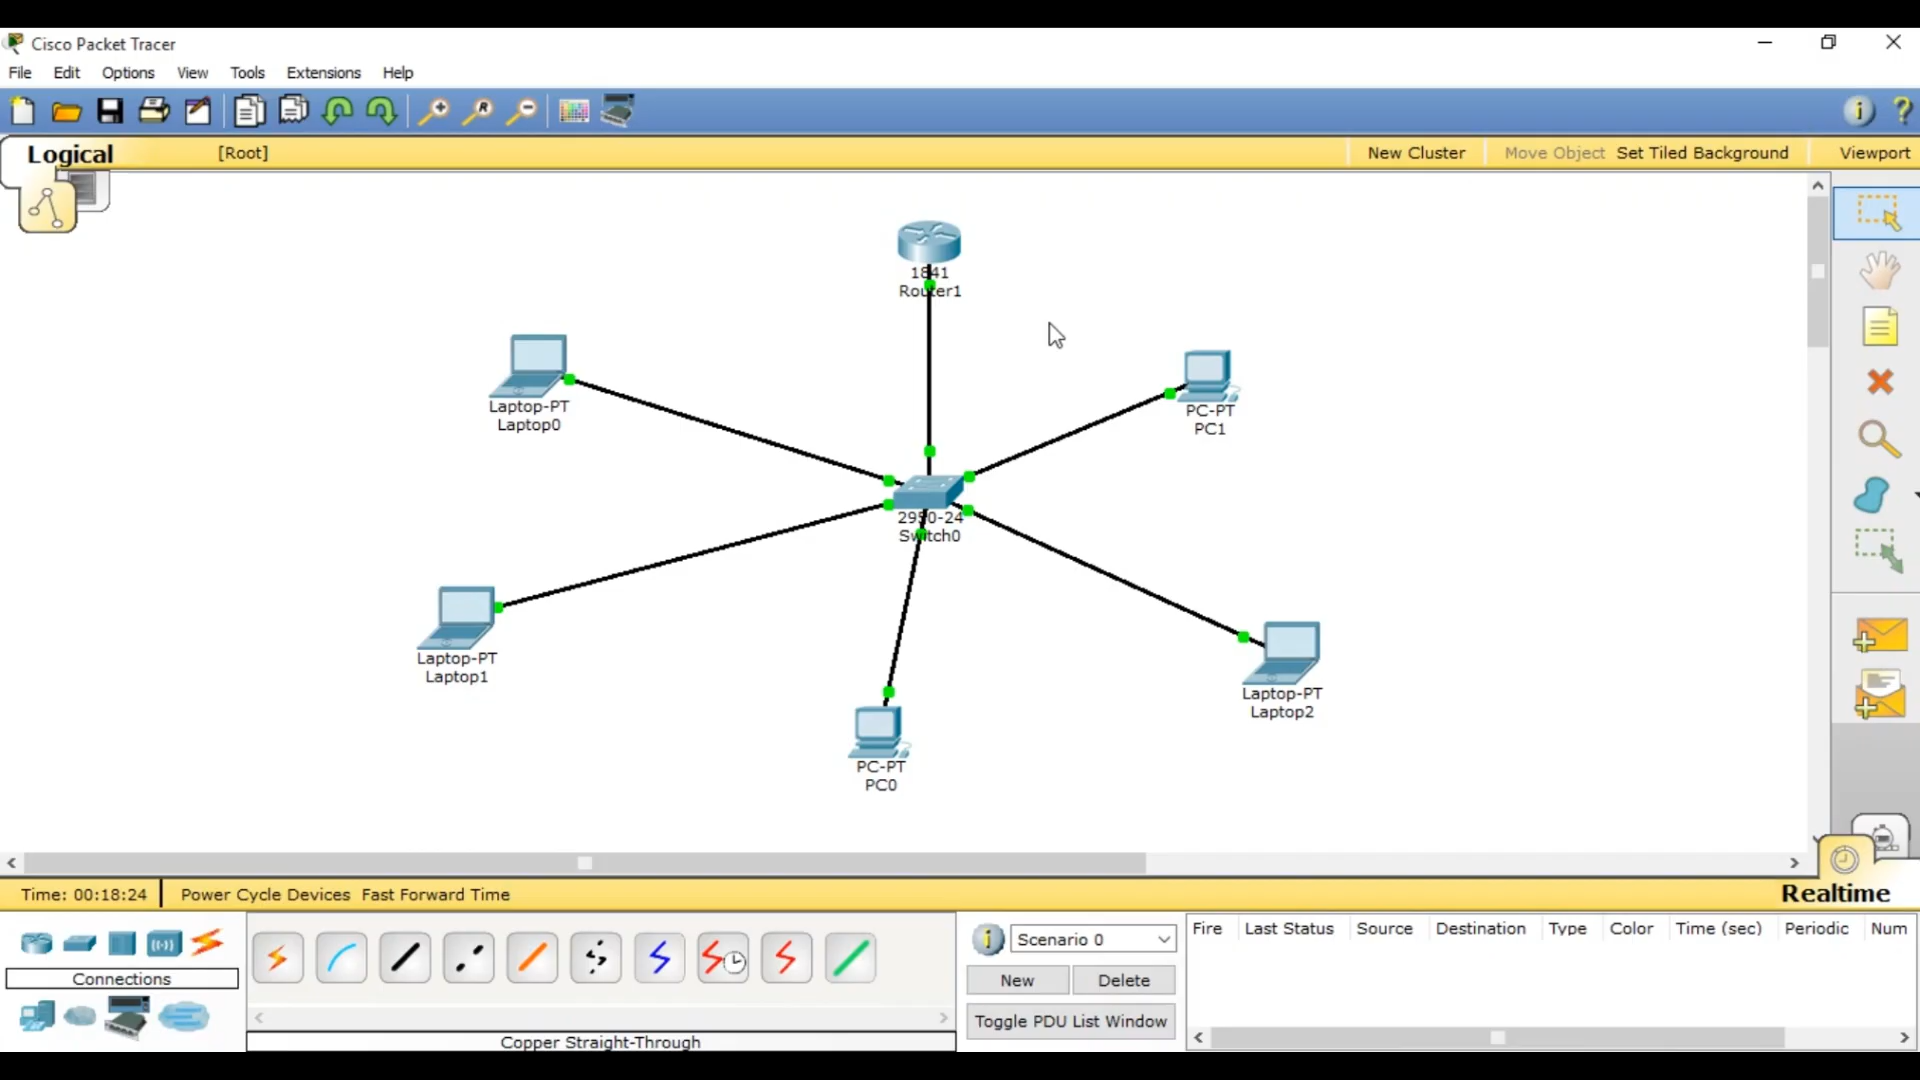 Cisco Packet Tracer
File Edit Options View Tools Extensions Help
Logical [Root] New Cluster Move Object Set Tiled Background Viewport
1841
Router1
Laptop-PT
Laptop0
PC-PT
PC1
2950-24
Switch0
Laptop-PT
Laptop1
Laptop-PT
Laptop2
PC-PT
PC0
Time: 00:18:24 Power Cycle Devices Fast Forward Time Realtime
Connections
Copper Straight-Through
Scenario 0
New Delete
Toggle PDU List Window
Fire Last Status Source Destination Type Color Time (sec) Periodic Num